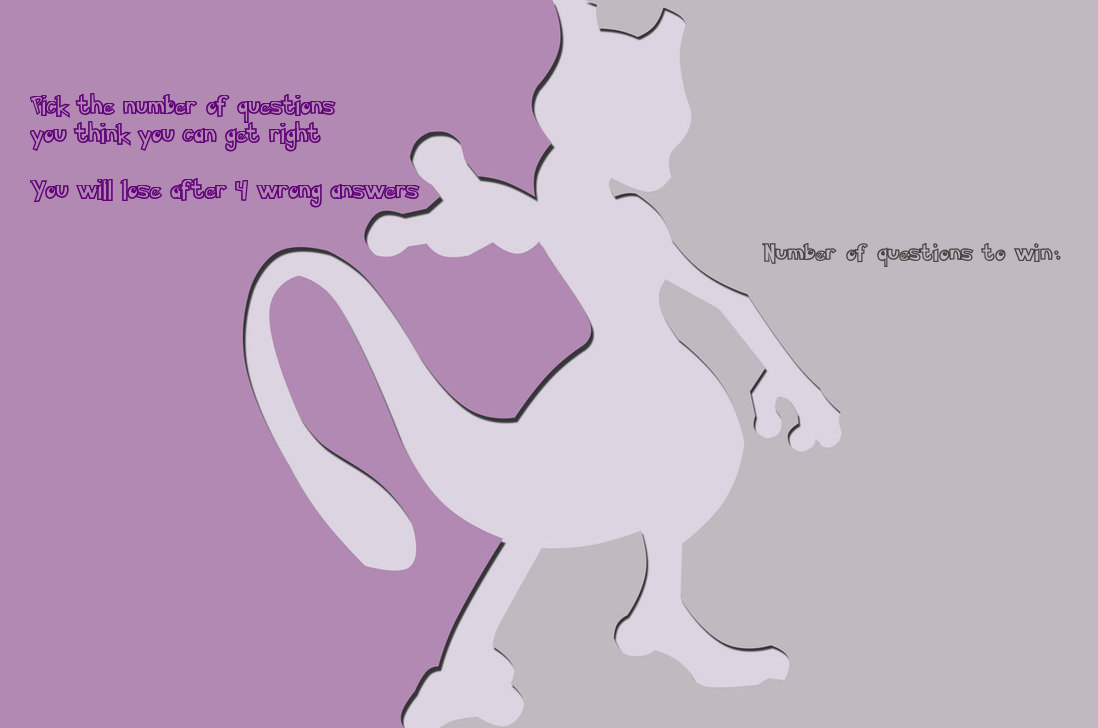 Pick the number of questions
you think you can get right
You will lose after 4 wrong answers
Number of questions to win: